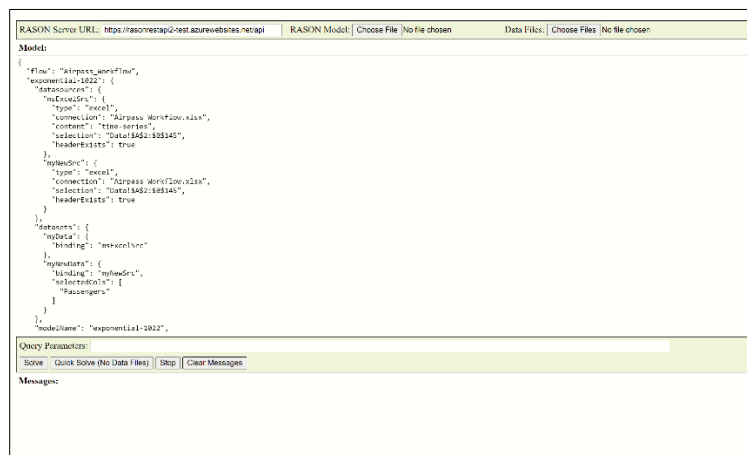 RASON Server URL: https://rasonrestapi2-test.azurewebsites.net/api RASON Model: Choose File No file chosen Data Files: Choose Files No file chosen
Model:
{
"flow": "Airpass_Workflow",
"exponential-1022": {
"datasources": {
"msExcelSrc": {
"type": "excel",
"connection": "Airpass Workflow.xlsx",
"content": "time-series",
"selection": "Data!$A$2:$B$145",
"headerExists": true
},
"myNewSrc": {
"type": "excel",
"connection": "Airpass Workflow.xlsx",
"selection": "Data!$A$2:$B$145",
"headerExists": true
}
},
"datasets": {
"myData": {
"binding": "msExcelSrc"
},
"myNewData": {
"binding": "myNewSrc",
"selectedCols": [
"Passengers"
]
}
},
"modelName": "exponential-1022",
Query Parameters:
Solve Quick Solve (No Data Files) Stop Clear Messages
Messages: